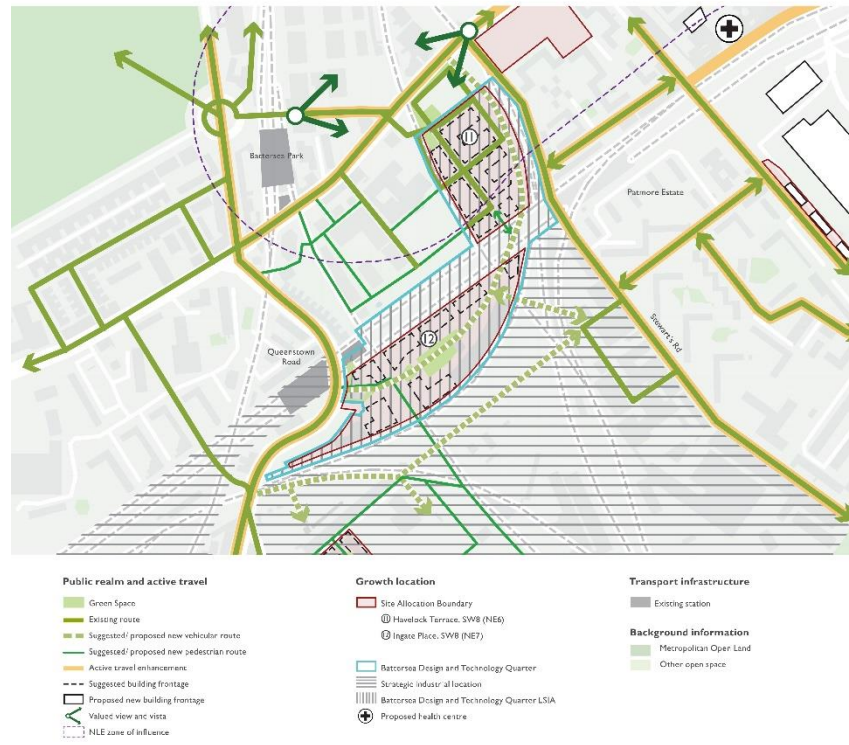 11
Battersea Park
Patmore Estate
12
Queenstown
Road
Stewart's Rd
Public realm and active travel
Green Space
Existing route
Suggested/ proposed new vehicular route
Suggested/ proposed new pedestrian route
Active travel enhancement
Suggested building frontage
Proposed new building frontage
Valued view and vista
NLE zone of influence
Growth location
Site Allocation Boundary
11 Havelock Terrace, SW8 (NE6)
12 Ingate Place, SW8 (NE7)
Battersea Design and Technology Quarter
Strategic industrial location
Battersea Design and Technology Quarter LSIA
Proposed health centre
Transport infrastructure
Existing station
Background information
Metropolitan Open Land
Other open space